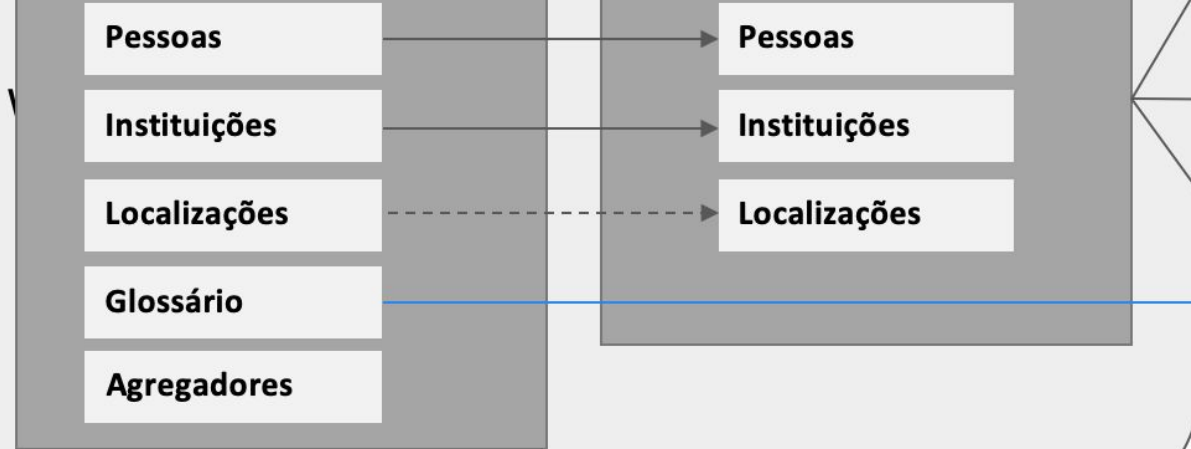 Pessoas
Instituições
Localizações
Glossário
Agregadores
Pessoas
Instituições
Localizações